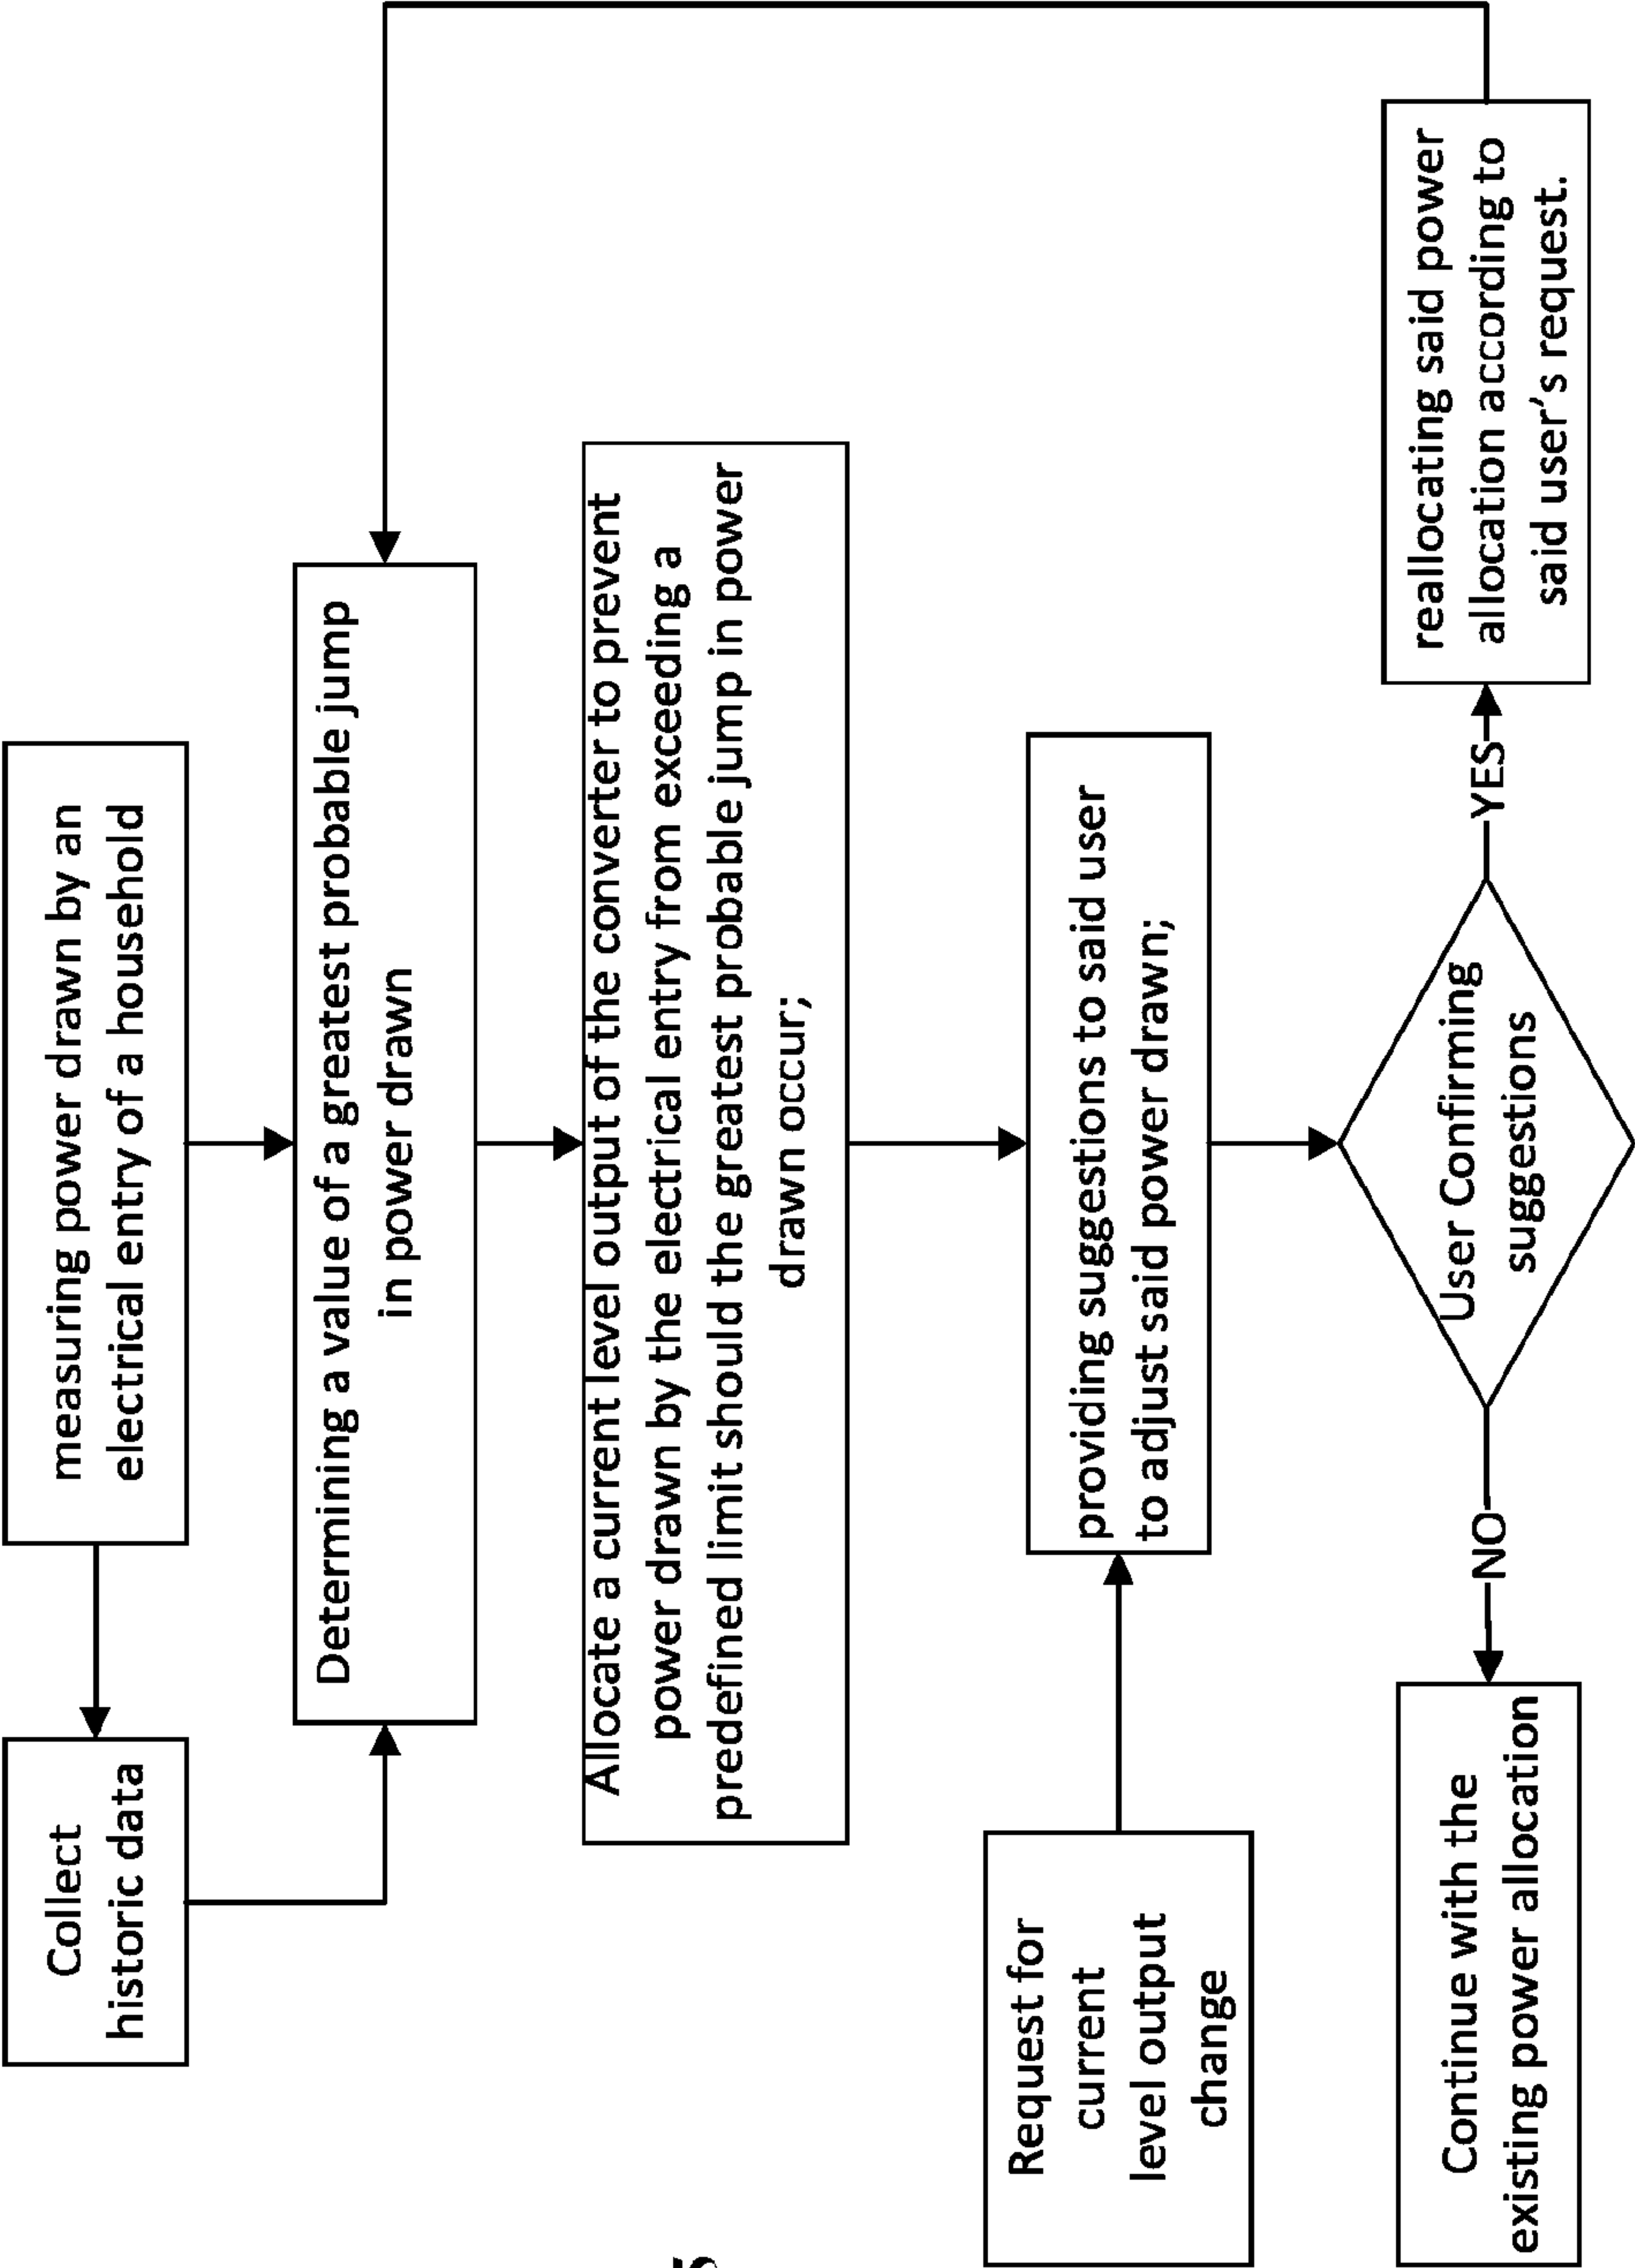 measuring power drawn by an
electrical entry of a household
Collect
historic data
Determining a value of a greatest probable jump
in power drawn
Allocate a current level output of the converter to prevent
power drawn by the electrical entry from exceeding a
predefined limit should the greatest probable jump in power
drawn occur;
Request for
current
level output
change
providing suggestions to said user
to adjust said power drawn;
User Confirming
suggestions
NO
YES
Continue with the
existing power allocation
reallocating said power
allocation according to
said user's request.